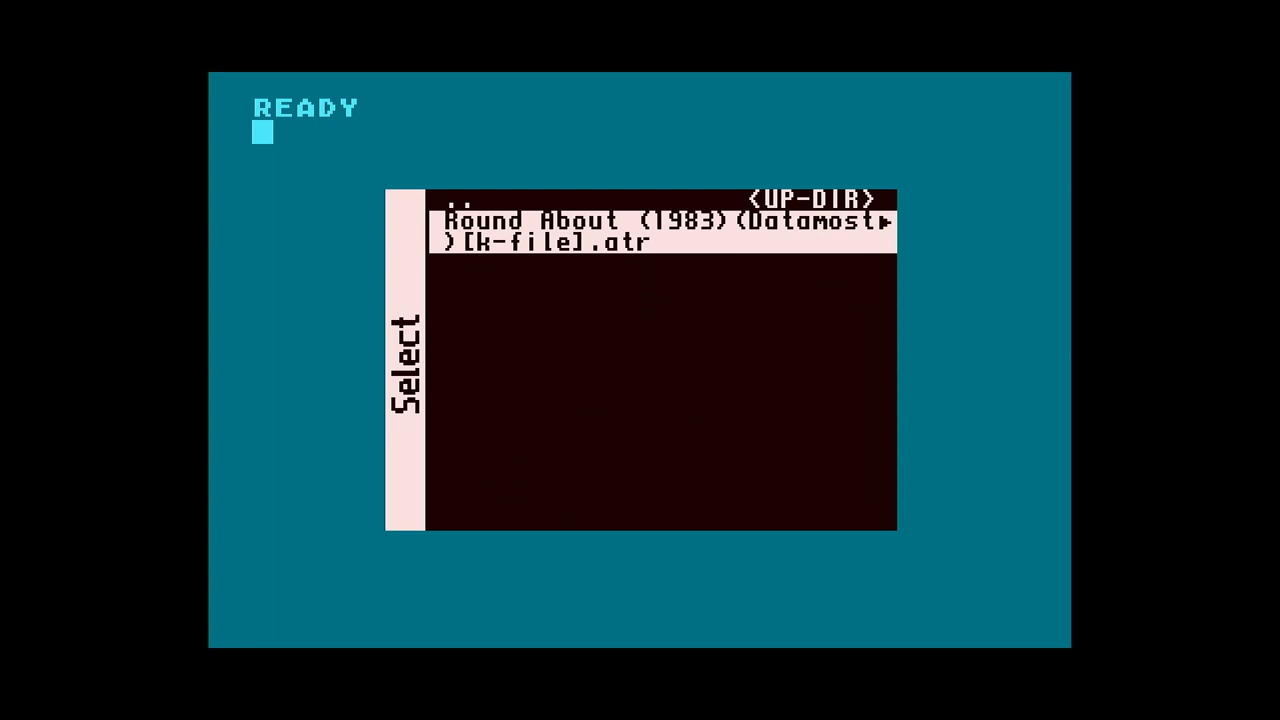 READY
.. <UP-DIR>
Round About (1983)(Datamost▶
)[k-file].atr
Select